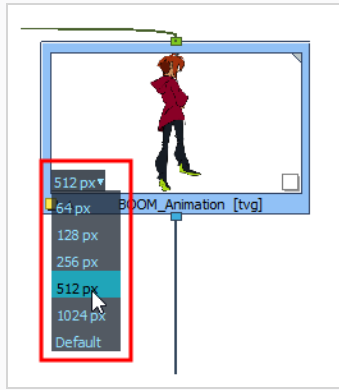 512 px▾
64 px
BOOM_Animation [tvg]
128 px
256 px
512 px
1024 px
Default